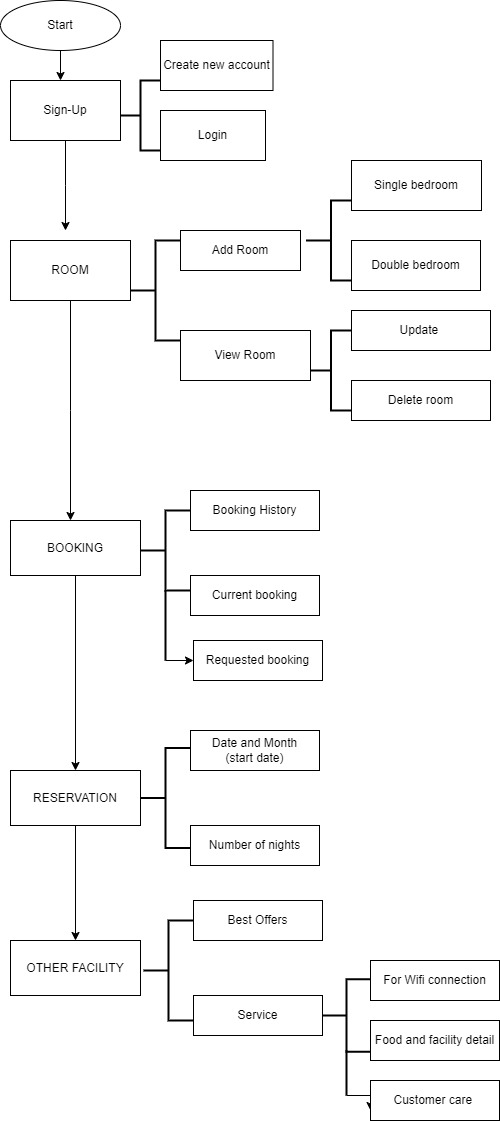 Start
Sign-Up
Create new account
Login
ROOM
Add Room
Single bedroom
Double bedroom
View Room
Update
Delete room
BOOKING
Booking History
Current booking
Requested booking
RESERVATION
Date and Month
(start date)
Number of nights
OTHER FACILITY
Best Offers
Service
For Wifi connection
Food and facility detail
Customer care